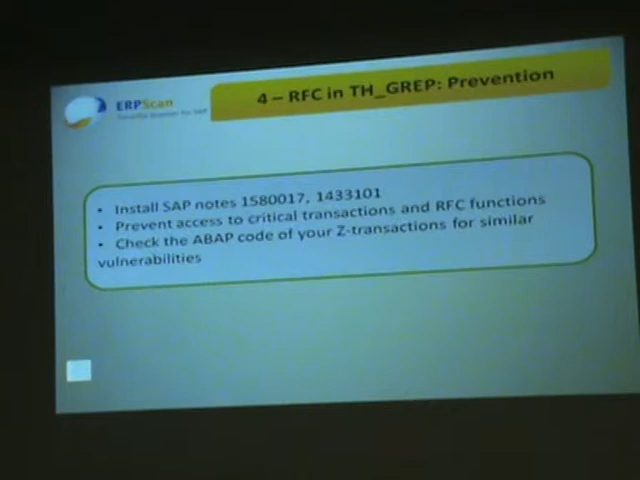 ERPScan
4 – RFC in TH_GREP: Prevention
• Install SAP notes 1580017, 1433101
• Prevent access to critical transactions and RFC functions
• Check the ABAP code of your Z-transactions for similar
vulnerabilities